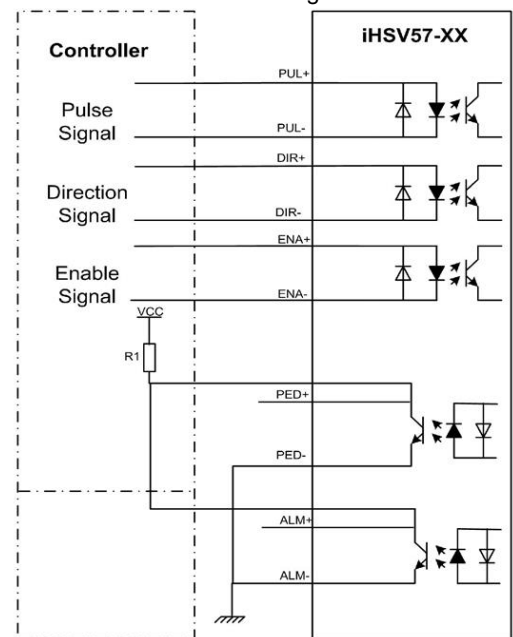 iHSV57-XX
Controller
PUL+
Pulse
Signal
PUL-
DIR+
Direction
Signal
DIR-
ENA+
Enable
Signal
ENA-
VCC
R1
PED+
PED-
ALM+
ALM-